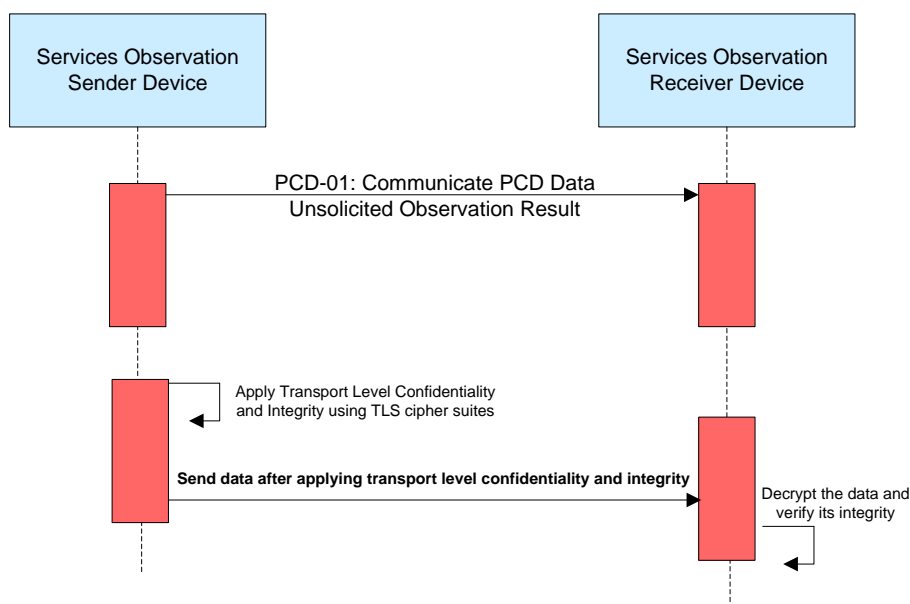 Services Observation
Sender Device
Services Observation
Receiver Device
PCD-01: Communicate PCD Data
Unsolicited Observation Result
Apply Transport Level Confidentiality
and Integrity using TLS cipher suites
Send data after applying transport level confidentiality and integrity
Decrypt the data and
verify its integrity